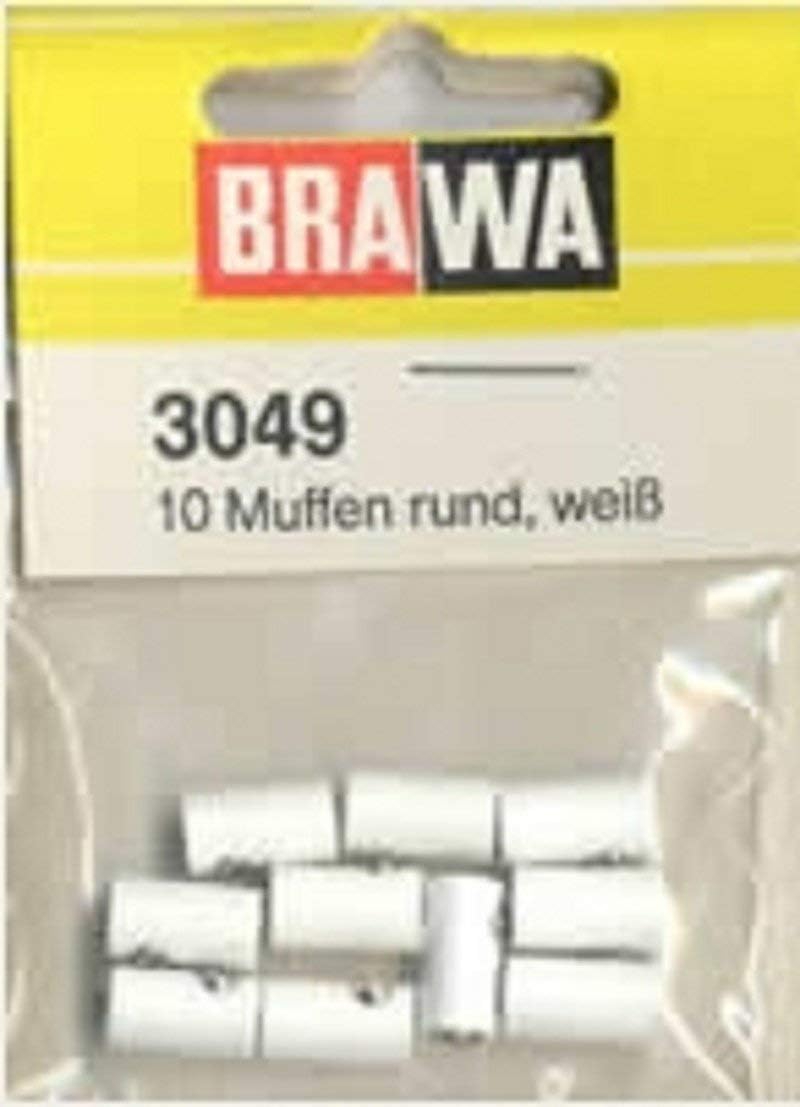 BRAWA
3049
10 Muffen rund, weiß